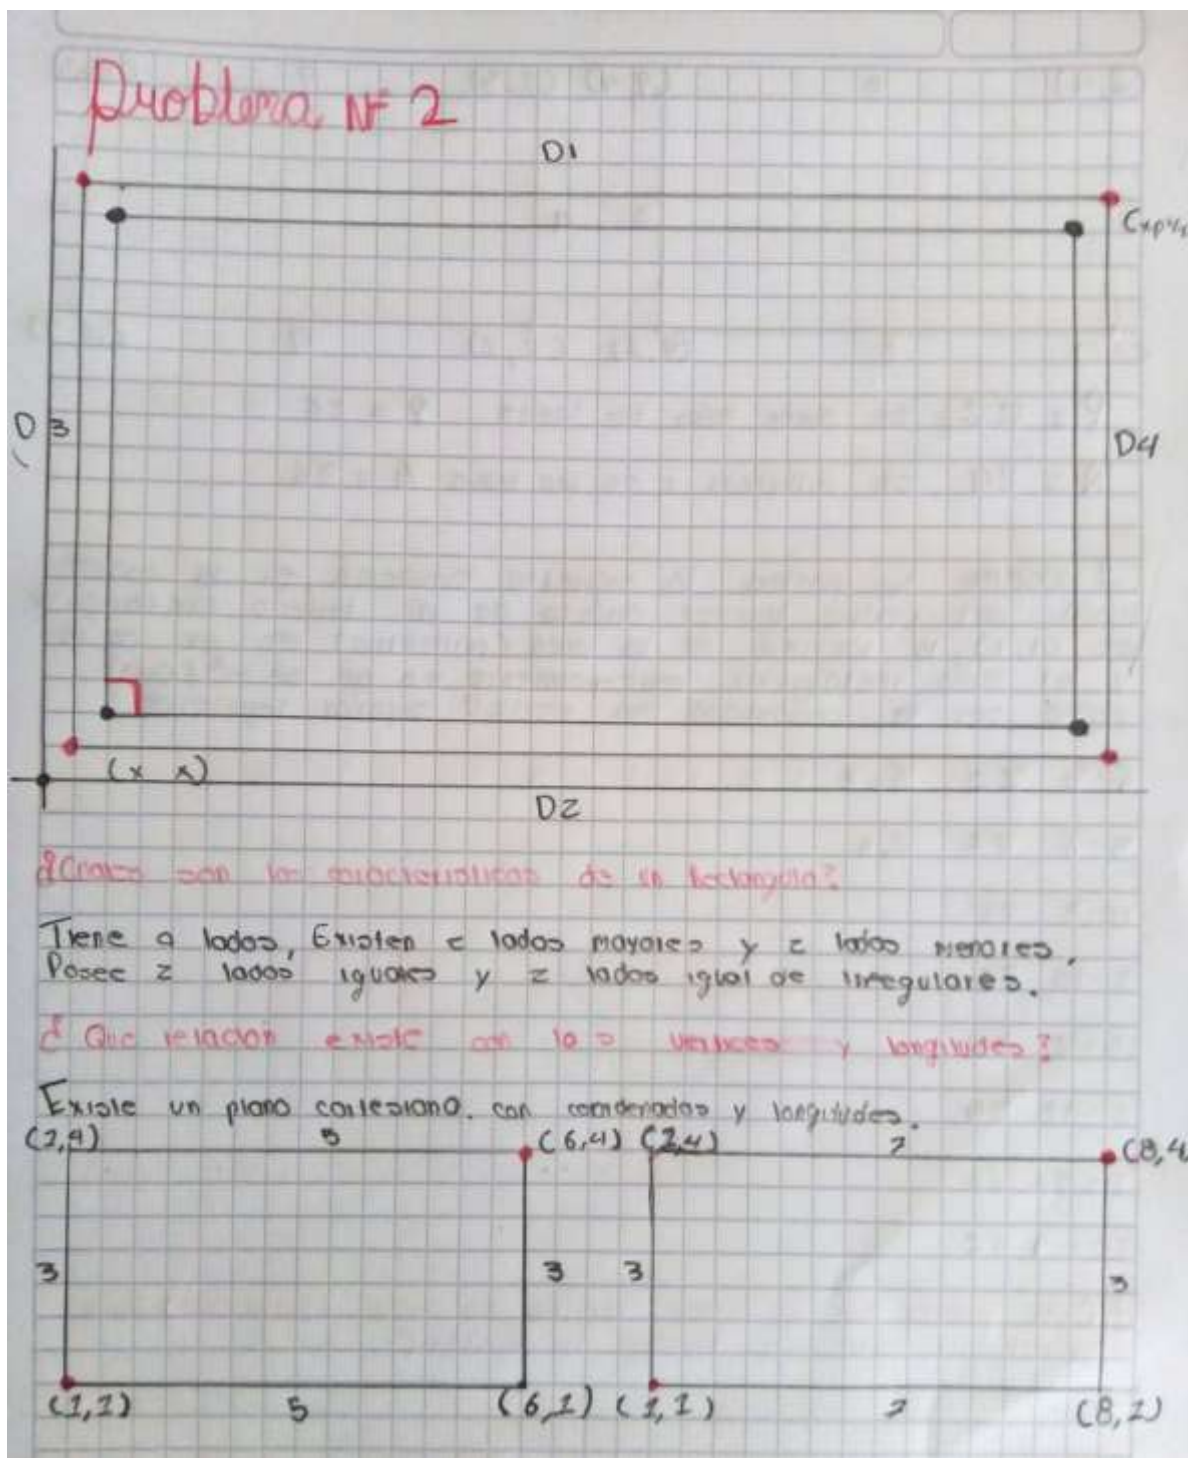 Problema Nº 2
D1
D 3
D4
(x x)
D2
¿Cuales son las caracteristicas de un Rectangulo?
Tiene 4 lados, Existen 2 lados mayores y 2 lados menores.
Posee 2 lados iguales y 2 lados igual de irregulares.
¿ Que relacion existe con los vertices y longitudes?
Existe un plano cartesiano. con coordenadas y longitudes.
(1,4) 5 (6,4) (1,4) 7 (8,4
3 3 3 3
(1,1) 5 (6,1) (1,1) 7 (8,1)